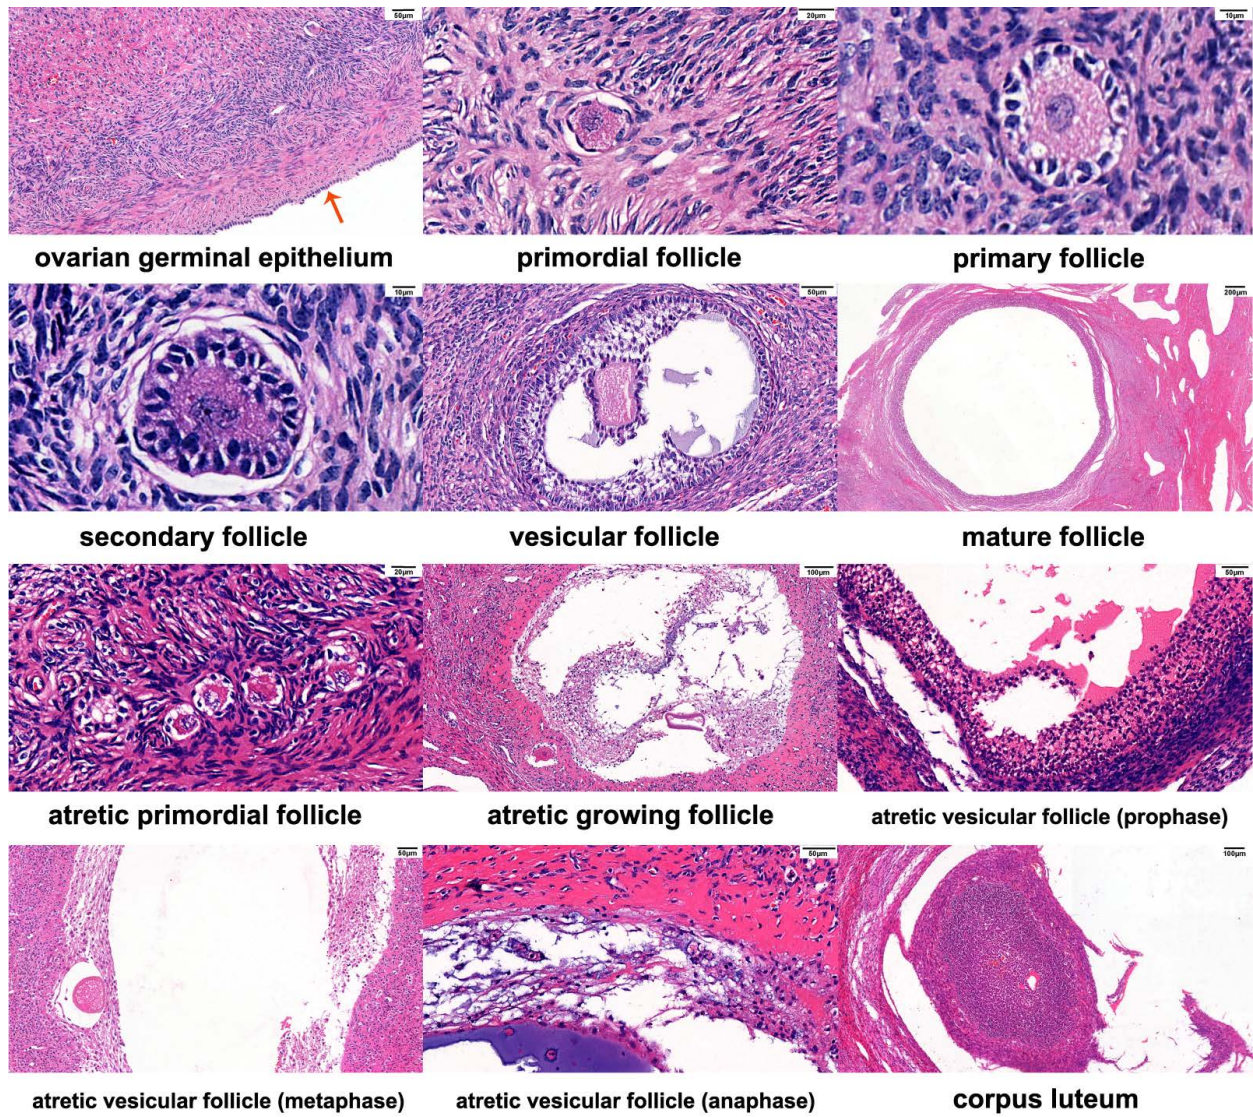 50μm
20μm
10μm
ovarian germinal epithelium
primordial follicle
primary follicle
10μm
50μm
200μm
secondary follicle
vesicular follicle
mature follicle
20μm
100μm
50μm
atretic primordial follicle
atretic growing follicle
atretic vesicular follicle (prophase)
50μm
50μm
100μm
atretic vesicular follicle (metaphase)
atretic vesicular follicle (anaphase)
corpus luteum